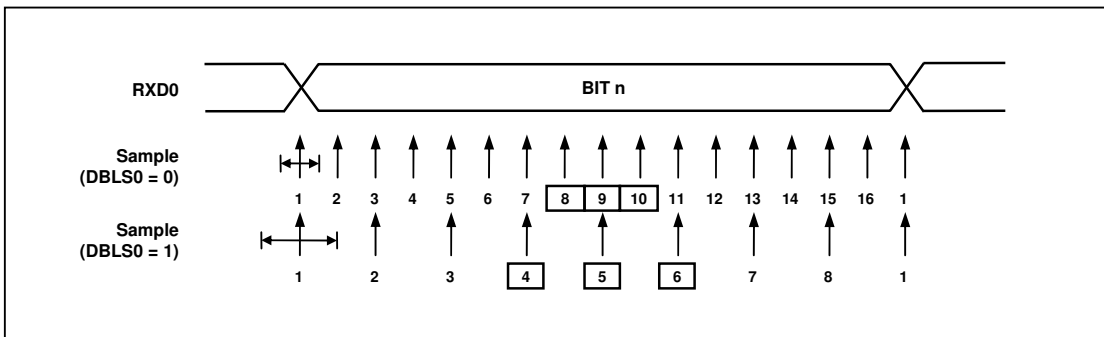 RXD0 BIT n
Sample
(DBLS0 = 0)
1 2 3 4 5 6 7 8 9 10 11 12 13 14 15 16 1
Sample
(DBLS0 = 1)
1 2 3 4 5 6 7 8 1